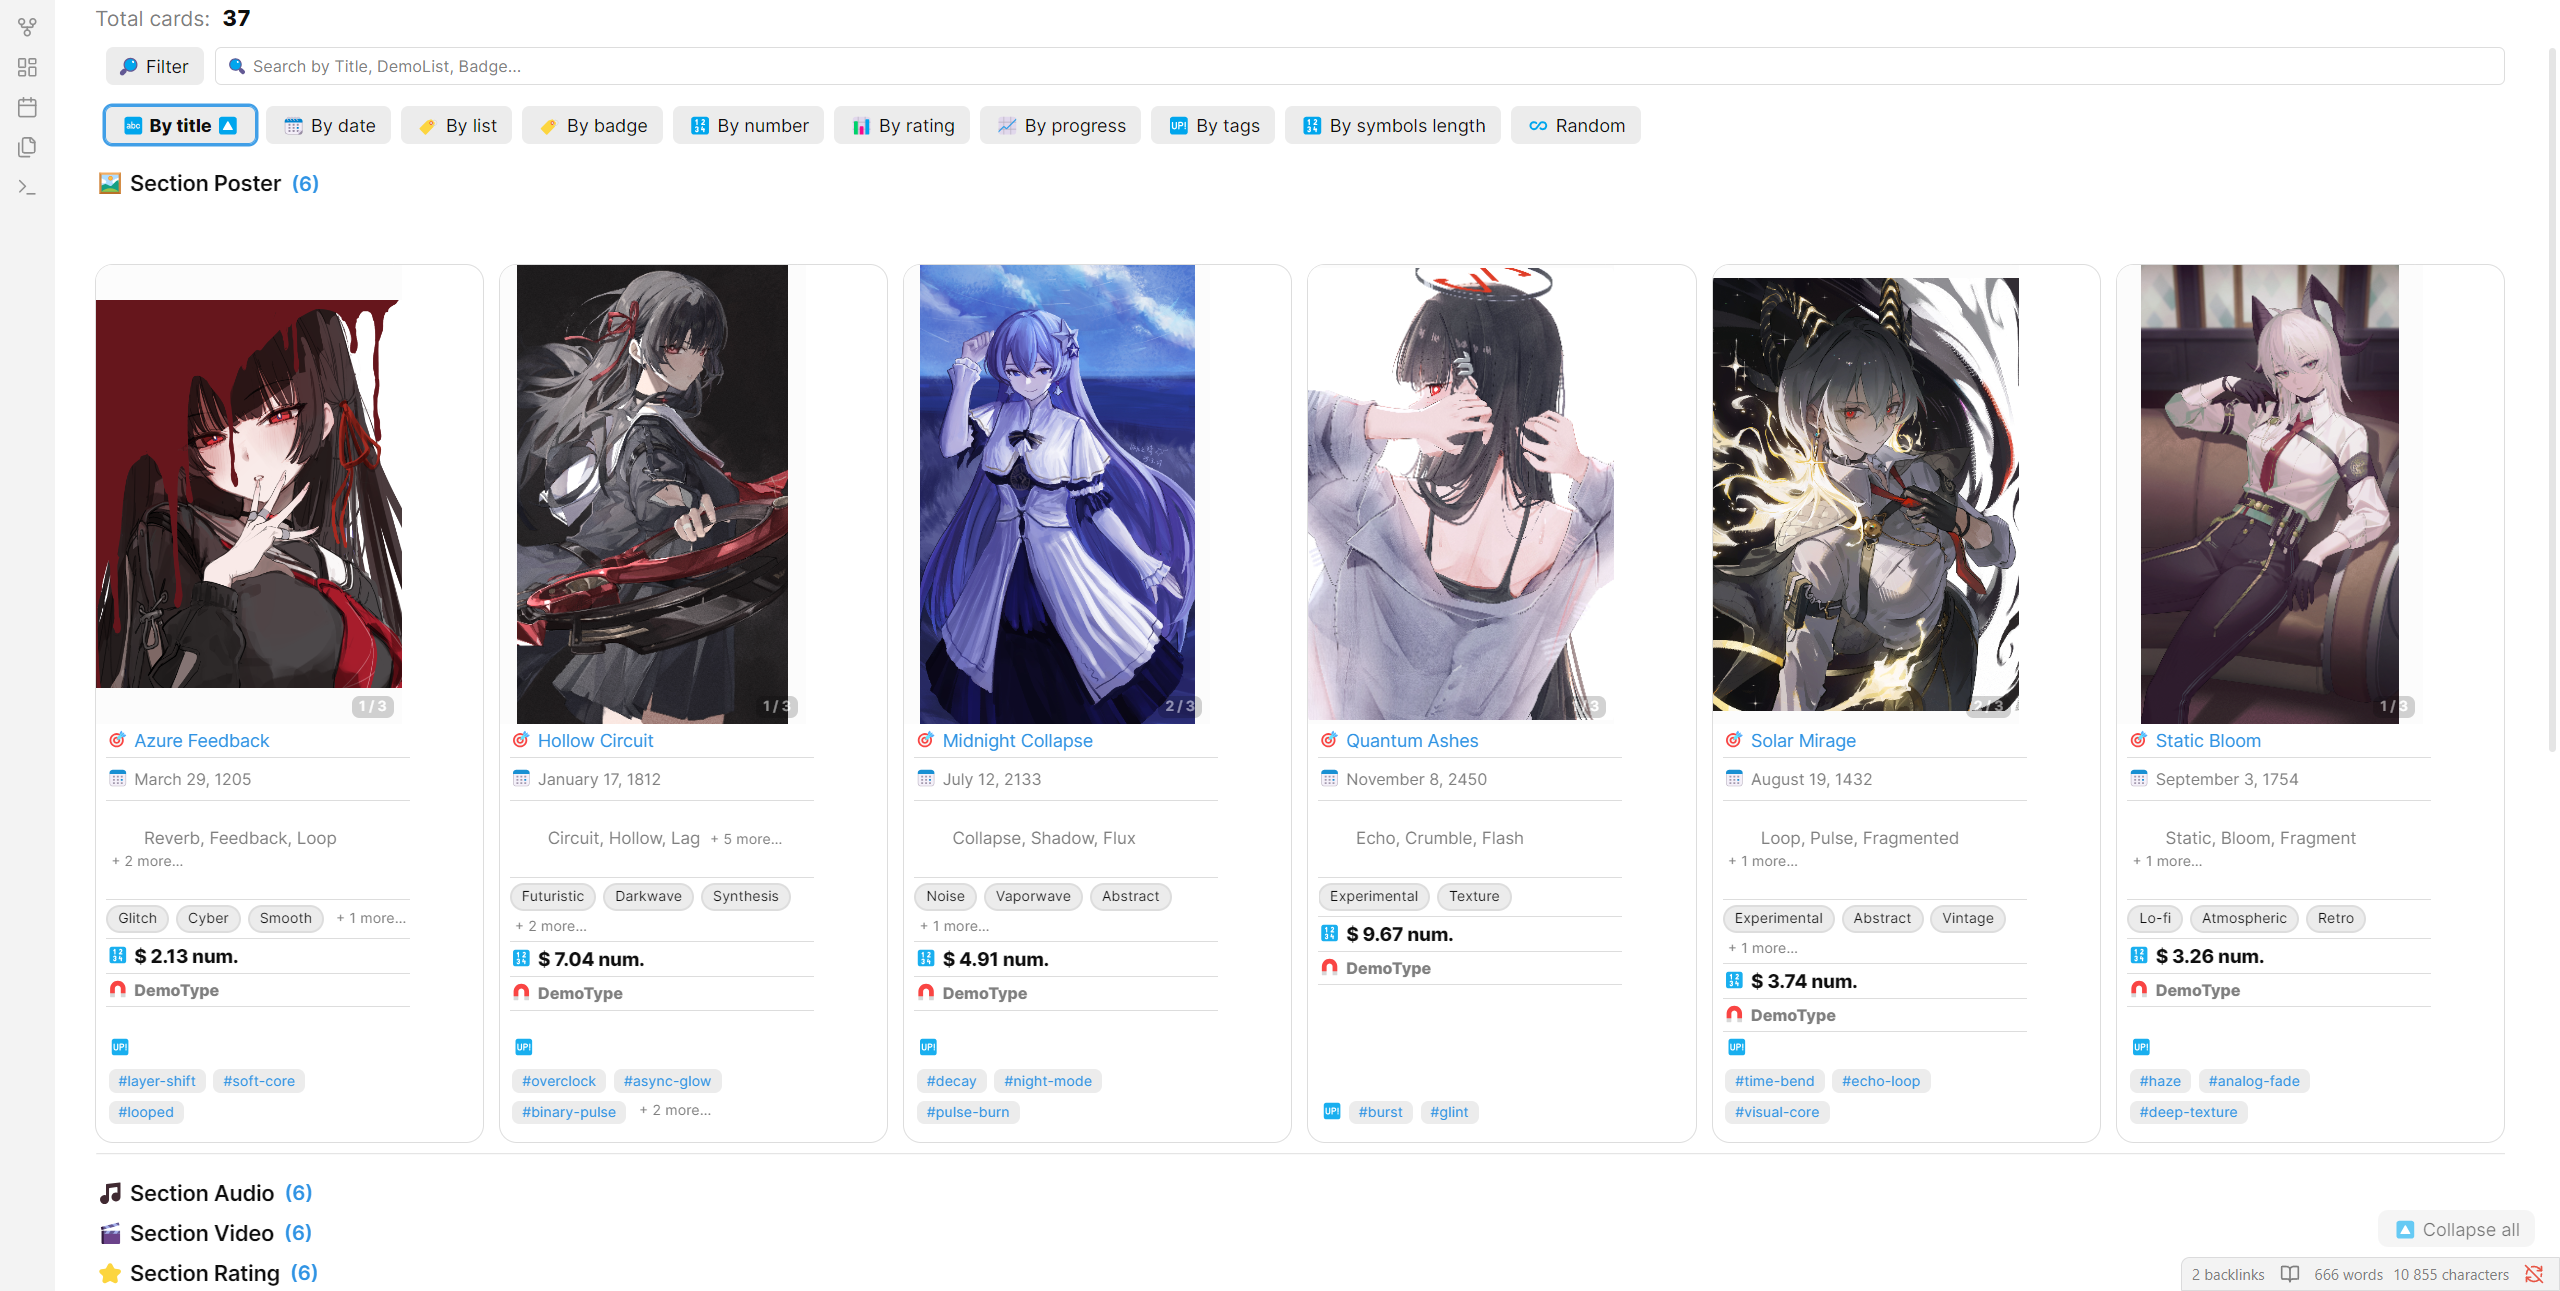 Total cards: 37
Filter
Search by Title, DemoList, Badge...
By title
By date
By list
By badge
By number
By rating
By progress
By tags
By symbols length
Random
Section Poster (6)
1 / 3
Azure Feedback
March 29, 1205
Reverb, Feedback, Loop
+ 2 more...
Glitch Cyber Smooth + 1 more...
$ 2.13 num.
DemoType
UP!
#layer-shift #soft-core
#looped
1 / 3
Hollow Circuit
January 17, 1812
Circuit, Hollow, Lag + 5 more...
Futuristic Darkwave Synthesis
+ 2 more...
$ 7.04 num.
DemoType
UP!
#overclock #async-glow
#binary-pulse + 2 more...
2 / 3
Midnight Collapse
July 12, 2133
Collapse, Shadow, Flux
Noise Vaporwave Abstract
+ 1 more...
$ 4.91 num.
DemoType
UP!
#decay #night-mode
#pulse-burn
/ 3
Quantum Ashes
November 8, 2450
Echo, Crumble, Flash
Experimental Texture
$ 9.67 num.
DemoType
UP! #burst #glint
2 / 3
Solar Mirage
August 19, 1432
Loop, Pulse, Fragmented
+ 1 more...
Experimental Abstract Vintage
+ 1 more...
$ 3.74 num.
DemoType
UP!
#time-bend #echo-loop
#visual-core
1 / 3
Static Bloom
September 3, 1754
Static, Bloom, Fragment
+ 1 more...
Lo-fi Atmospheric Retro
$ 3.26 num.
DemoType
UP!
#haze #analog-fade
#deep-texture
Section Audio (6)
Section Video (6)
Section Rating (6)
Collapse all
2 backlinks 666 words 10 855 characters